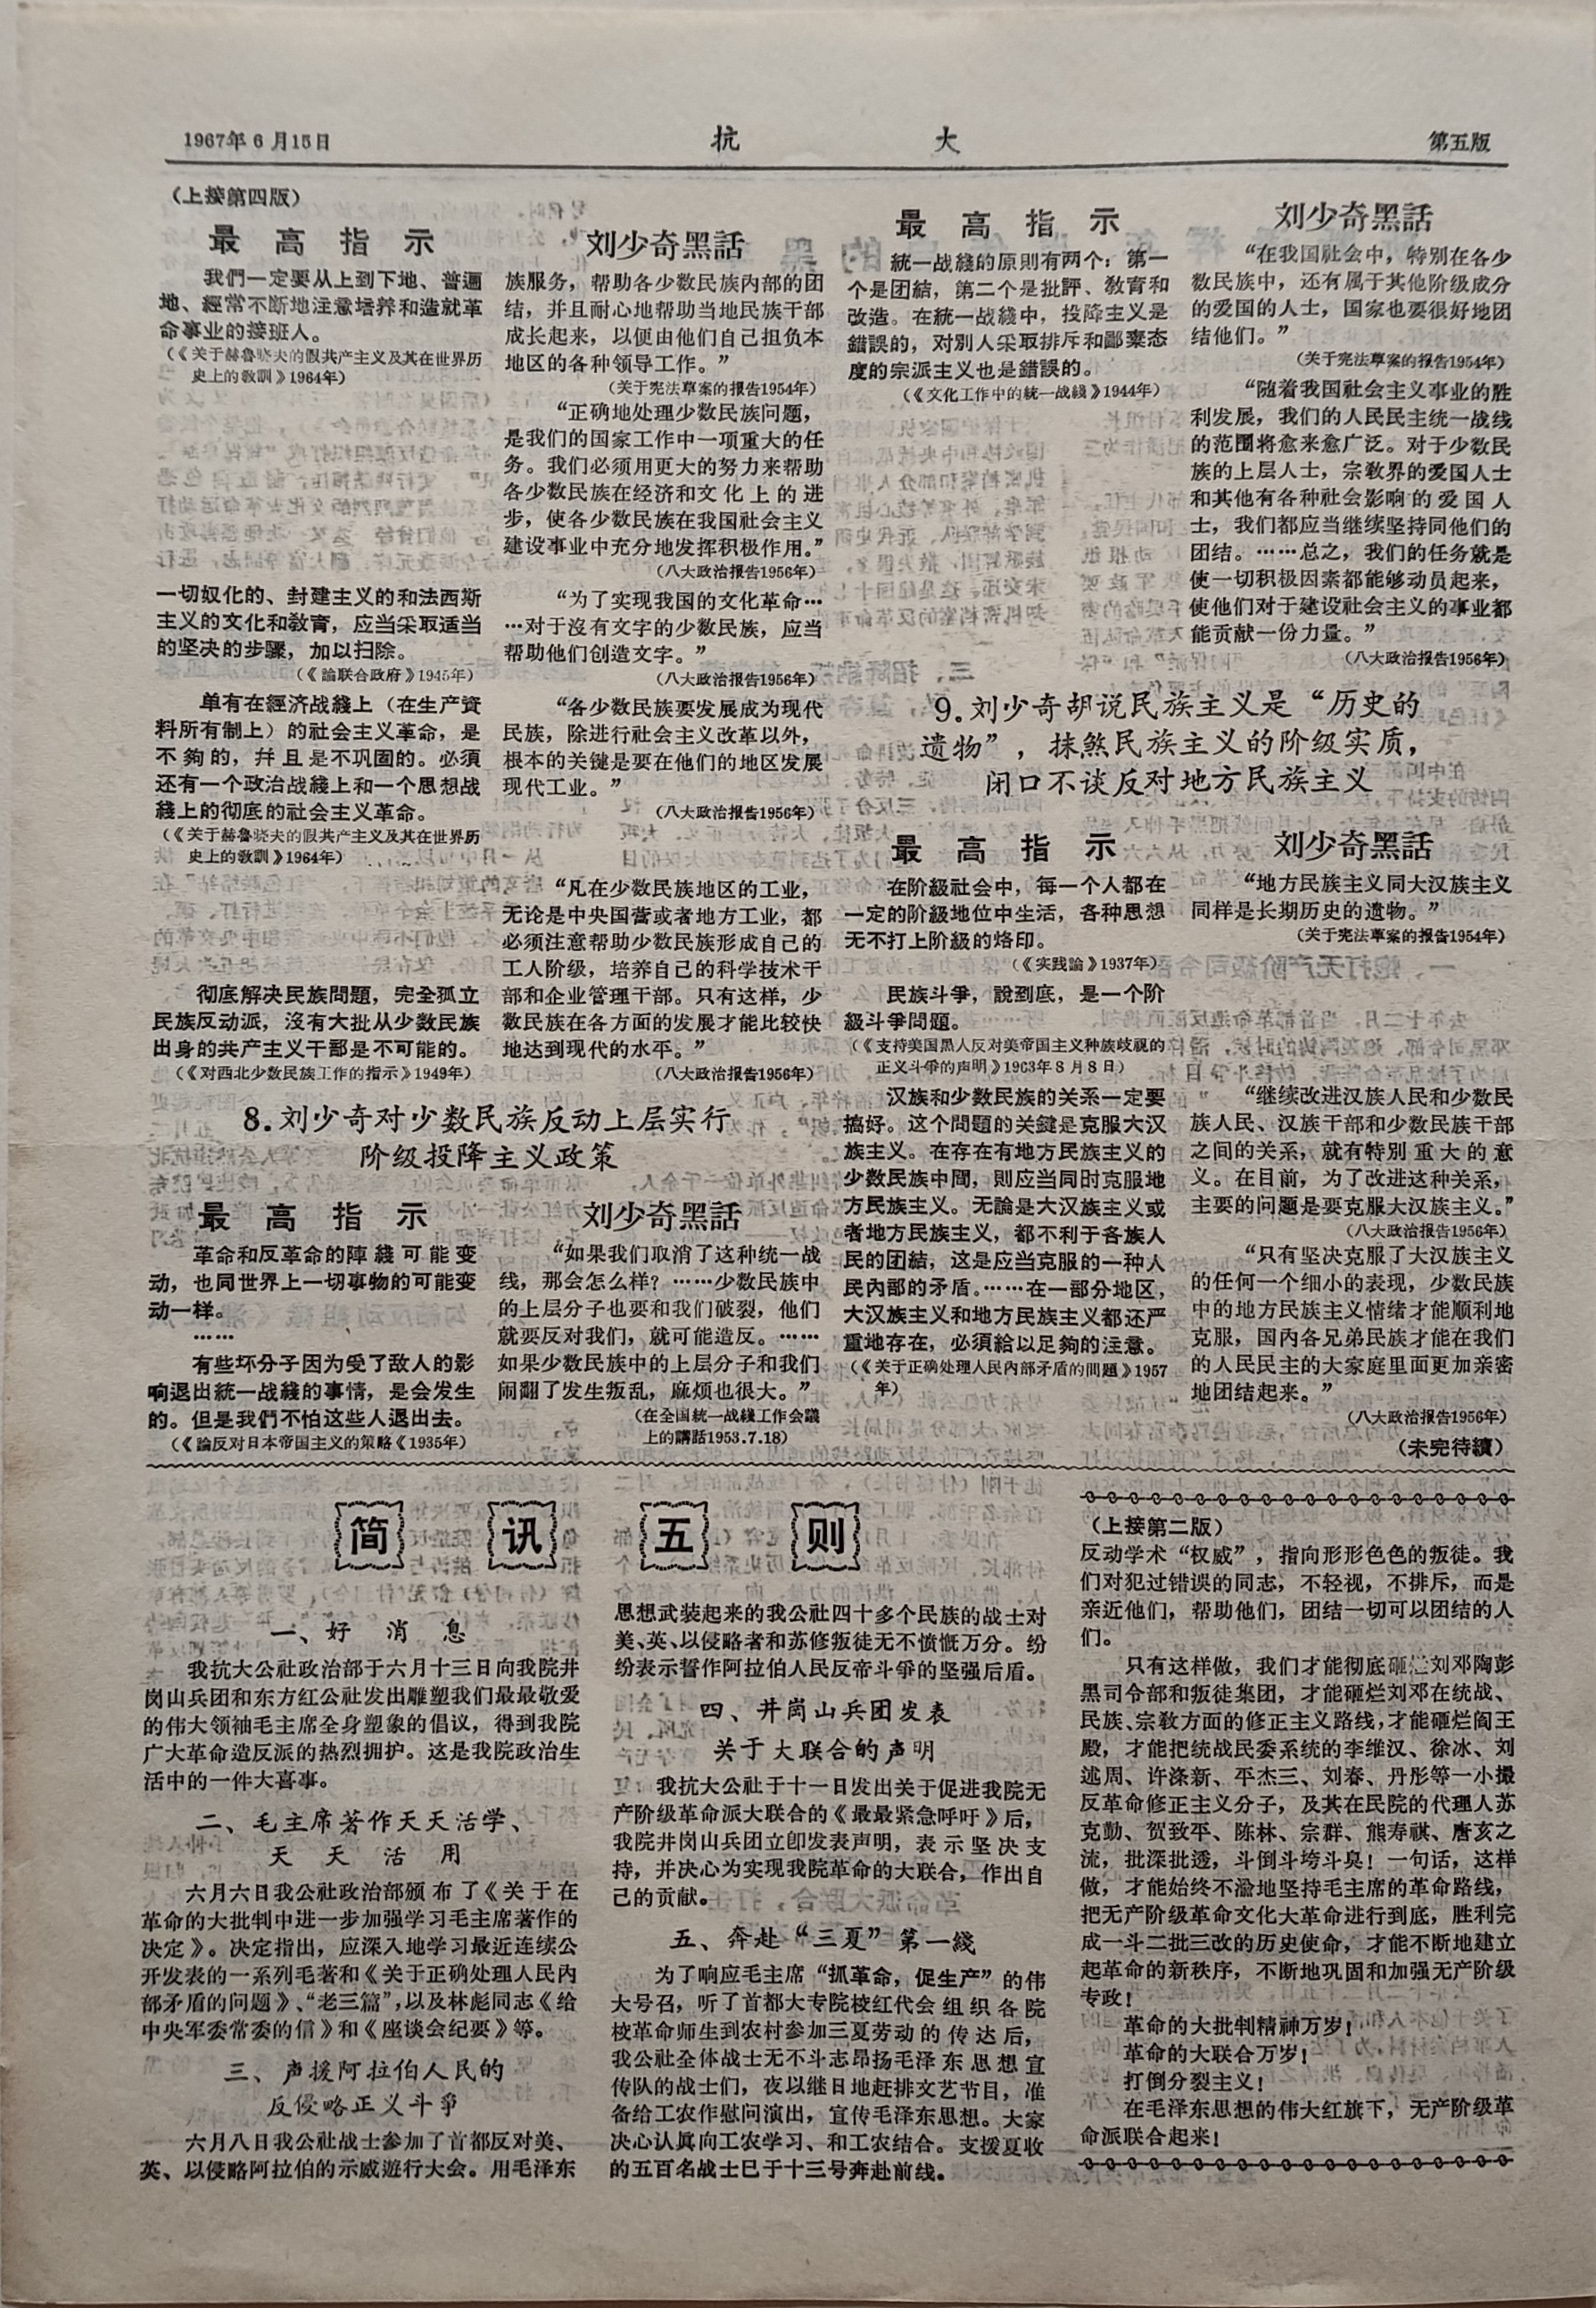 1967年6月15日
抗大
第五版
（上接第四版）
最高指示
我們一定要从上到下地、普遍
地、經常不断地注意培养和造就革
命事业的接班人。
（《关于赫鲁晓夫的假共产主义及其在世界历
史上的教訓》1964年）
一切奴化的、封建主义的和法西斯
主义的文化和教育，应当采取适当
的坚决的步骤，加以扫除。
（《論联合政府》1945年）
单有在經济战綫上（在生产資
料所有制上）的社会主义革命，是
不夠的，幷且是不巩固的。必須
还有一个政治战綫上和一个思想战
綫上的彻底的社会主义革命。
（《关于赫鲁晓夫的假共产主义及其在世界历
史上的教訓》1964年）
彻底解决民族問題，完全孤立
民族反动派，沒有大批从少数民族
出身的共产主义干部是不可能的。
（《对西北少数民族工作的指示》1949年）
刘少奇黑話
族服务，帮助各少数民族内部的团
结，并且耐心地帮助当地民族干部
成长起来，以便由他们自己担负本
地区的各种领导工作。”
（关于宪法草案的报告1954年）
“正确地处理少数民族问题，
是我们的国家工作中一项重大的任
务。我们必须用更大的努力来帮助
各少数民族在经济和文化上的进
步，使各少数民族在我国社会主义
建设事业中充分地发挥积极作用。”
（八大政治报告1956年）
“为了实现我国的文化革命…
…对于沒有文字的少数民族，应当
帮助他们创造文字。”
（八大政治报告1956年）
“各少数民族要发展成为现代
民族，除进行社会主义改革以外，
根本的关键是要在他们的地区发展
现代工业。”
（八大政治报告1956年）
“凡在少数民族地区的工业，
无论是中央国营或者地方工业，都
必须注意帮助少数民族形成自己的
工人阶级，培养自己的科学技术干
部和企业管理干部。只有这样，少
数民族在各方面的发展才能比较快
地达到现代的水平。”
（八大政治报告1956年）
8.刘少奇对少数民族反动上层实行
阶级投降主义政策
最高指示
革命和反革命的陣綫可能变
动，也同世界上一切事物的可能变
动一样。
……
有些坏分子因为受了敌人的影
响退出統一战綫的事情，是会发生
的。但是我們不怕这些人退出去。
（《論反对日本帝国主义的策略《1935年）
刘少奇黑話
“如果我们取消了这种统一战
线，那会怎么样？……少数民族中
的上层分子也要和我们破裂，他们
就要反对我们，就可能造反。……
如果少数民族中的上层分子和我们
闹翻了发生叛乱，麻烦也很大。”
（在全国統一战綫工作会議
上的講話1953.7.18）
最高指示
統一战綫的原则有两个：第一
个是团結，第二个是批評、敎育和
改造。在統一战綫中，投降主义是
錯誤的，对别人采取排斥和鄙棄态
度的宗派主义也是錯誤的。
（《文化工作中的統一战綫》1944年）
刘少奇黑話
“在我国社会中，特别在各少
数民族中，还有属于其他阶级成分
的爱国的人士，国家也要很好地团
结他们。”
（关于宪法草案的报告1954年）
“随着我国社会主义事业的胜
利发展，我们的人民民主统一战线
的范围将愈来愈广泛。对于少数民
族的上层人士，宗敎界的爱国人士
和其他有各种社会影响的爱国人
士，我们都应当继续坚持同他们的
团结。……总之，我们的任务就是
使一切积极因素都能够动员起来，
使他们对于建设社会主义的事业都
能贡献一份力量。”
（八大政治报告1956年）
9.刘少奇胡说民族主义是“历史的
遗物”，抹煞民族主义的阶级实质，
闭口不谈反对地方民族主义
最高指示
在阶級社会中，每一个人都在
一定的阶級地位中生活，各种思想
无不打上阶級的烙印。
（《实践論》1937年）
民族斗爭，說到底，是一个阶
級斗爭問題。
（《支持美国黑人反对美帝国主义种族歧視的
正义斗爭的声明》1963年8月8日）
汉族和少数民族的关系一定要
搞好。这个問題的关鍵是克服大汉
族主义。在存在有地方民族主义的
少数民族中間，則应当同时克服地
方民族主义。无論是大汉族主义或
者地方民族主义，都不利于各族人
民的团結，这是应当克服的一种人
民內部的矛盾。……在一部分地区，
大汉族主义和地方民族主义都还严
重地存在，必須給以足夠的注意。
（《关于正确处理人民內部矛盾的問題》1957
年）
刘少奇黑話
“地方民族主义同大汉族主义
同样是长期历史的遗物。”
（关于宪法草案的报告1954年）
“继续改进汉族人民和少数民
族人民、汉族干部和少数民族干部
之间的关系，就有特別重大的意
义。在目前，为了改进这种关系，
主要的问题是要克服大汉族主义。”
（八大政治报告1956年）
“只有坚决克服了大汉族主义
的任何一个细小的表现，少数民族
中的地方民族主义情绪才能顺利地
克服，国内各兄弟民族才能在我们
的人民民主的大家庭里面更加亲密
地团结起来。”
（八大政治报告1956年）
（未完待續）
简讯五则
一、好消息
我抗大公社政治部于六月十三日向我院井
岗山兵团和东方红公社发出雕塑我们最最敬爱
的伟大领袖毛主席全身塑象的倡议，得到我院
广大革命造反派的热烈拥护。这是我院政治生
活中的一件大喜事。
二、毛主席著作天天活学、
天天活用
六月六日我公社政治部颁布了《关于在
革命的大批判中进一步加强学习毛主席著作的
决定》。决定指出，应深入地学习最近连续公
开发表的一系列毛著和《关于正确处理人民内
部矛盾的问题》、“老三篇”，以及林彪同志《给
中央军委常委的信》和《座谈会纪要》等。
三、声援阿拉伯人民的
反侵略正义斗爭
六月八日我公社战士参加了首都反对美、
英、以侵略阿拉伯的示威遊行大会。用毛泽东
思想武装起来的我公社四十多个民族的战士对
美、英、以侵略者和苏修叛徒无不愤慨万分。纷
纷表示誓作阿拉伯人民反帝斗争的坚强后盾。
四、井岗山兵团发表
关于大联合的声明
我抗大公社于十一日发出关于促进我院无
产阶级革命派大联合的《最最紧急呼吁》后，
我院井岗山兵团立卽发表声明，表示坚决支
持，并决心为实现我院革命的大联合，作出自
己的贡献。
五、奔赴“三夏”第一綫
为了响应毛主席“抓革命，促生产”的伟
大号召，听了首都大专院校红代会组织各院
校革命师生到农村参加三夏劳动的传达后，
我公社全体战士无不斗志昂扬毛泽东思想宣
传队的战士们，夜以继日地赶排文艺节目，准
备给工农作慰问演出，宣传毛泽东思想。大家
决心认眞向工农学习、和工农结合。支援夏收
的五百名战士巳于十三号奔赴前线。
（上接第二版）
反动学术“权威”，指向形形色色的叛徒。我
们对犯过错误的同志，不轻视，不排斥，而是
亲近他们，帮助他们，团结一切可以团结的人
们。
只有这样做，我们才能彻底砸烂刘邓陶彭
黑司令部和叛徒集团，才能砸烂刘邓在统战、
民族、宗敎方面的修正主义路线，才能砸烂阎王
殿，才能把统战民委系统的李维汉、徐冰、刘
述周、许涤新、平杰三、刘春、丹彤等一小撮
反革命修正主义分子，及其在民院的代理人苏
克勤、贺致平、陈林、宗群、熊寿祺、唐亥之
流，批深批透，斗倒斗垮斗臭！一句话，这样
做，才能始终不渝地坚持毛主席的革命路线，
把无产阶级革命文化大革命进行到底，胜利完
成一斗二批三改的历史使命，才能不断地建立
起革命的新秩序，不断地巩固和加强无产阶级
专政！
革命的大批判精神万岁！
革命的大联合万岁！
打倒分裂主义！
在毛泽东思想的伟大红旗下，无产阶级革
命派联合起来！